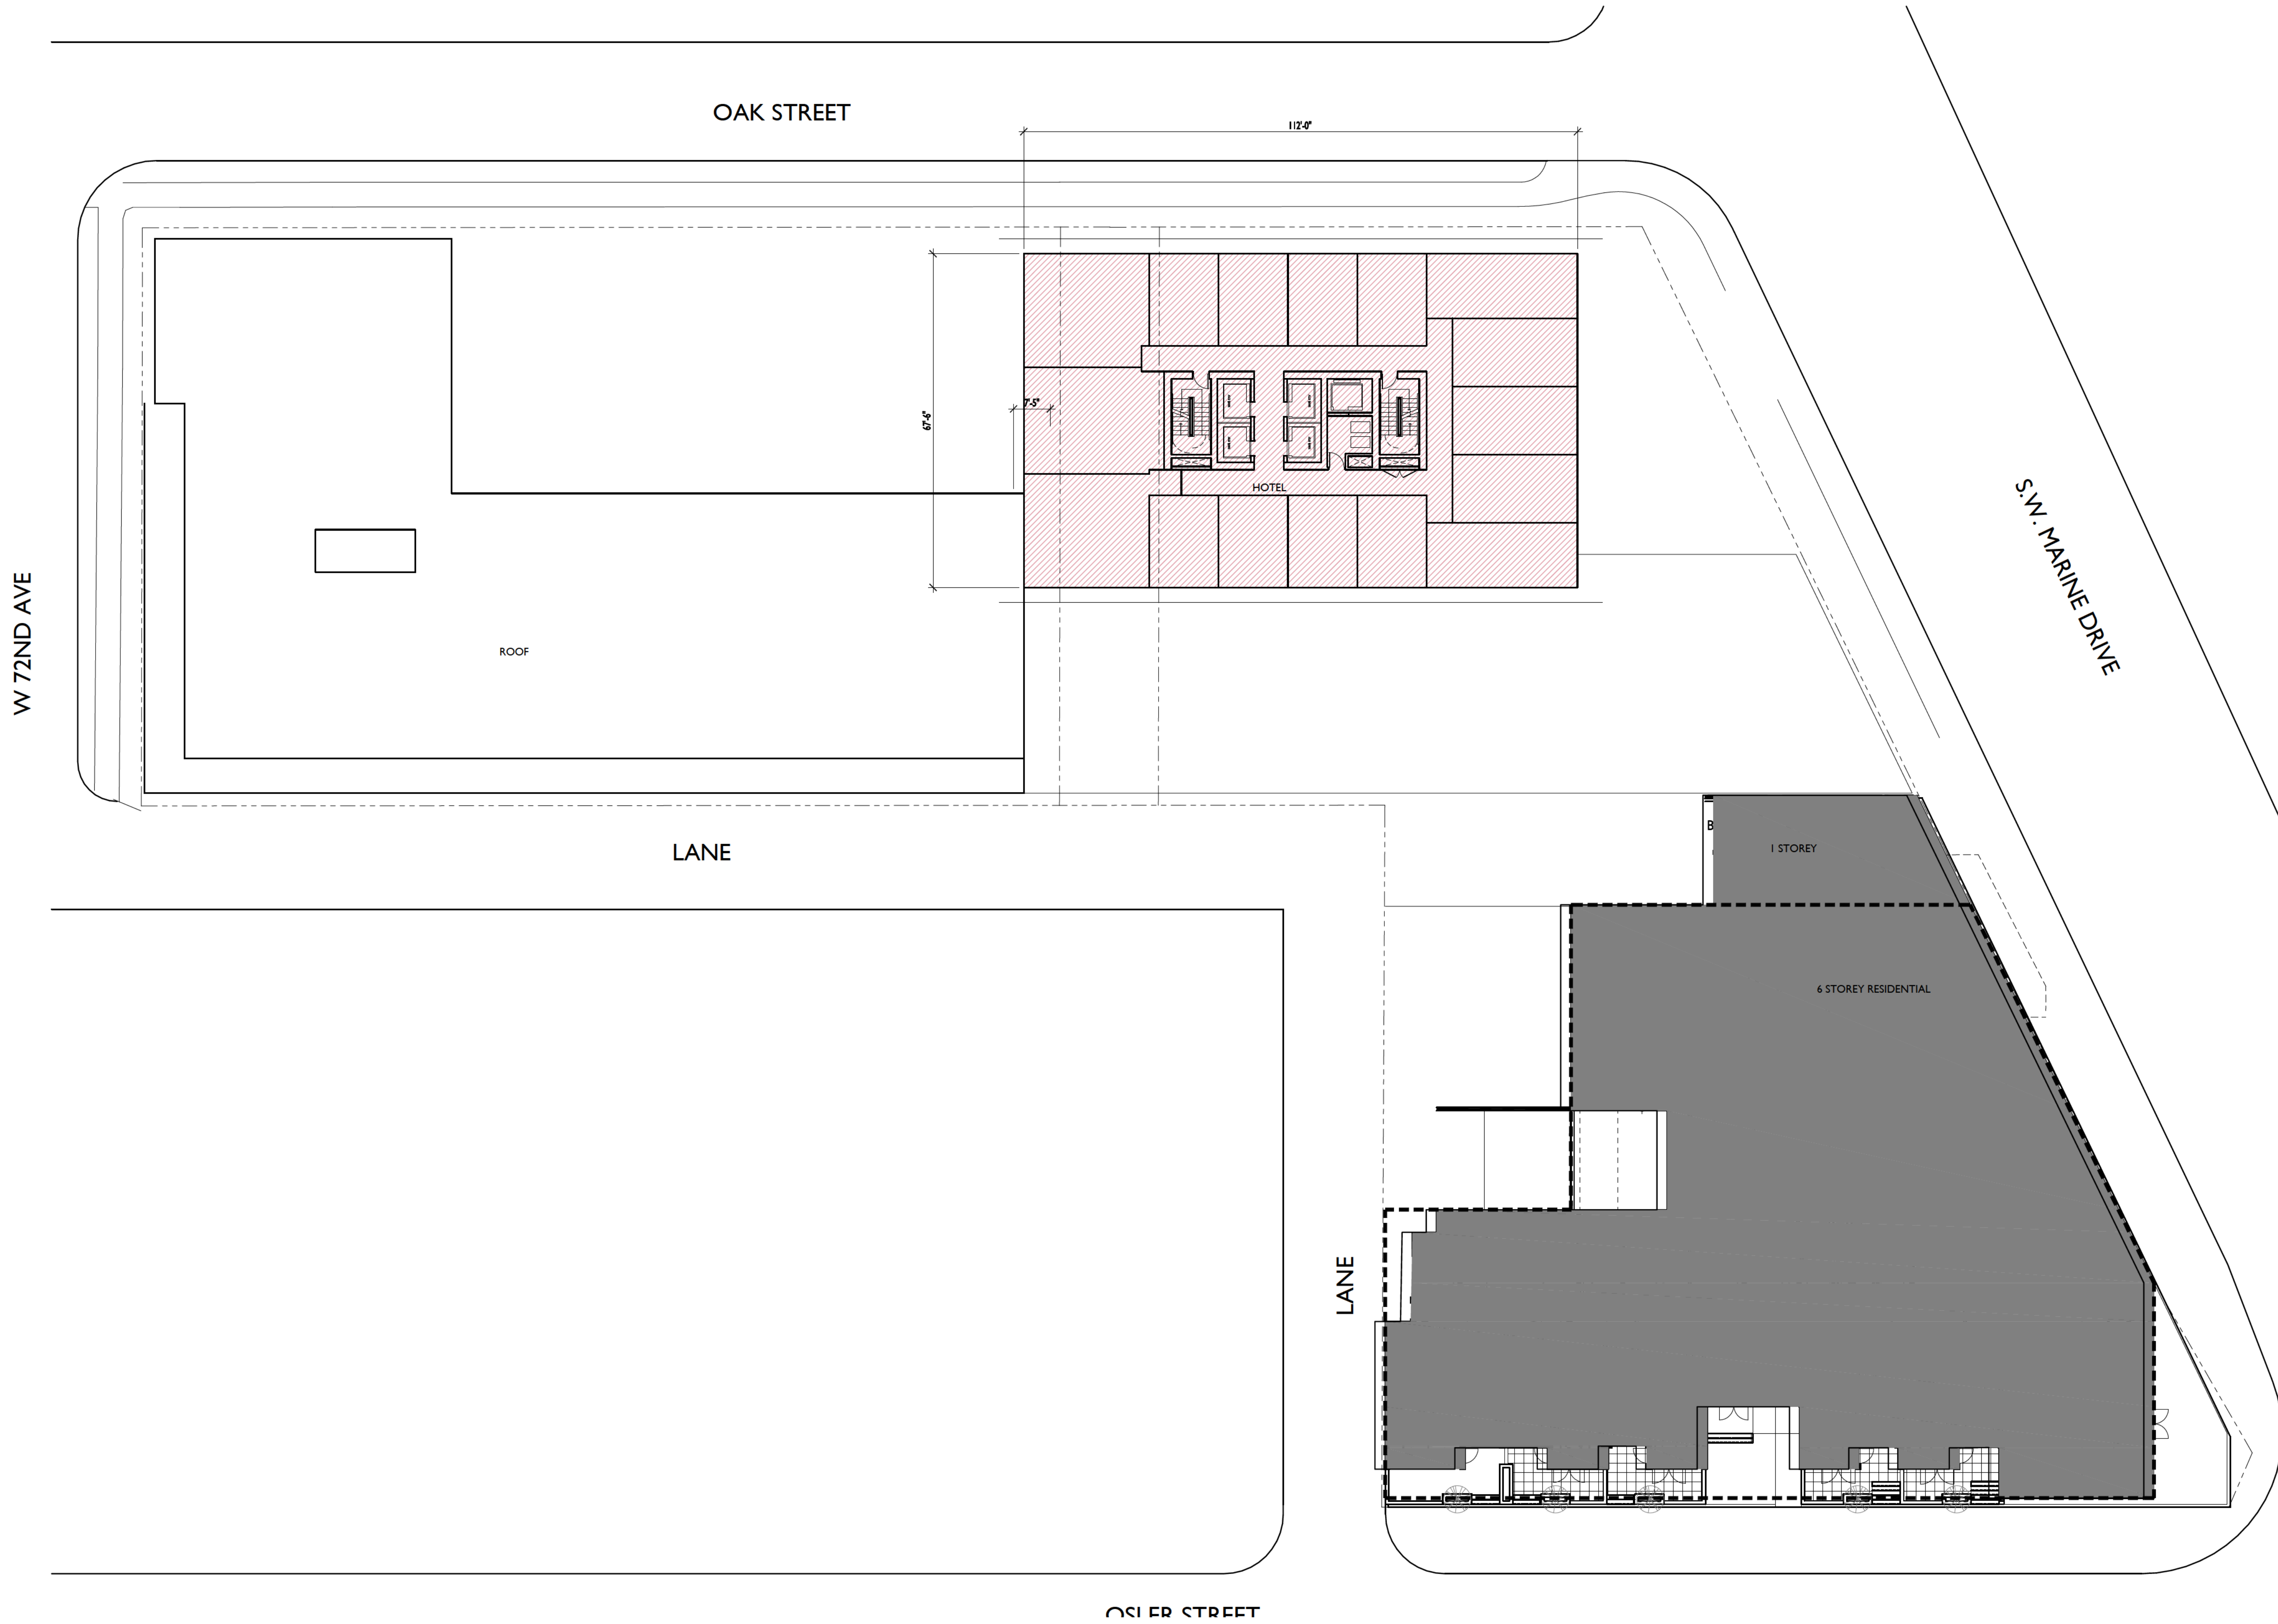 OAK STREET
112'-0"
67'-6"
7'-5"
HOTEL
W 72ND AVE
ROOF
S.W. MARINE DRIVE
LANE
B
1 STOREY
6 STOREY RESIDENTIAL
LANE
OSLER STREET